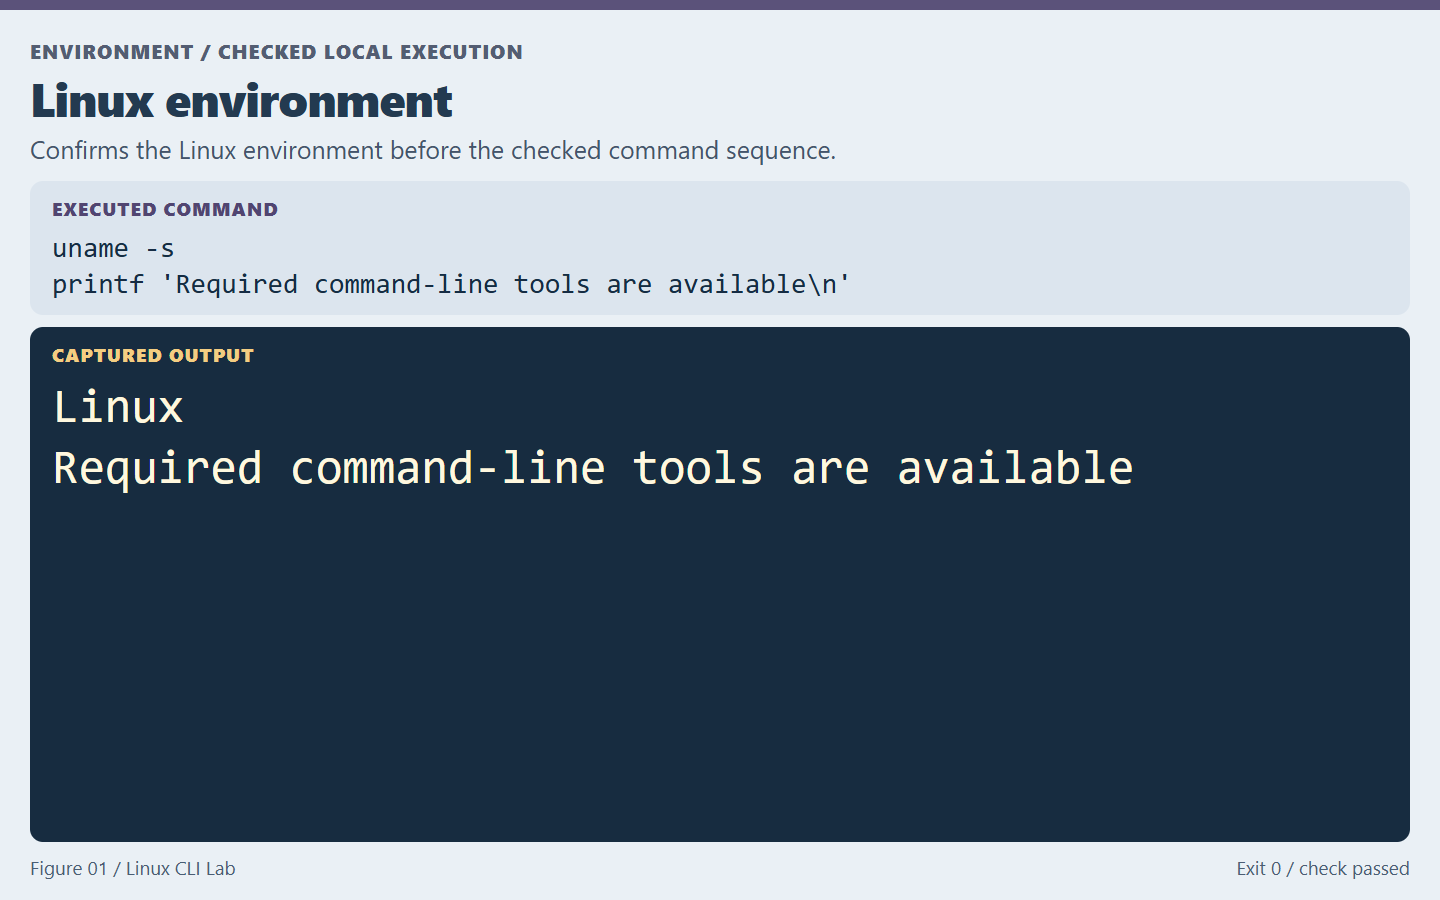 ENVIRONMENT / CHECKED LOCAL EXECUTION
Linux environment
Confirms the Linux environment before the checked command sequence.
EXECUTED COMMAND
uname -s
printf 'Required command-line tools are available\n'
CAPTURED OUTPUT
Linux
Required command-line tools are available
Figure 01 / Linux CLI Lab
Exit 0 / check passed